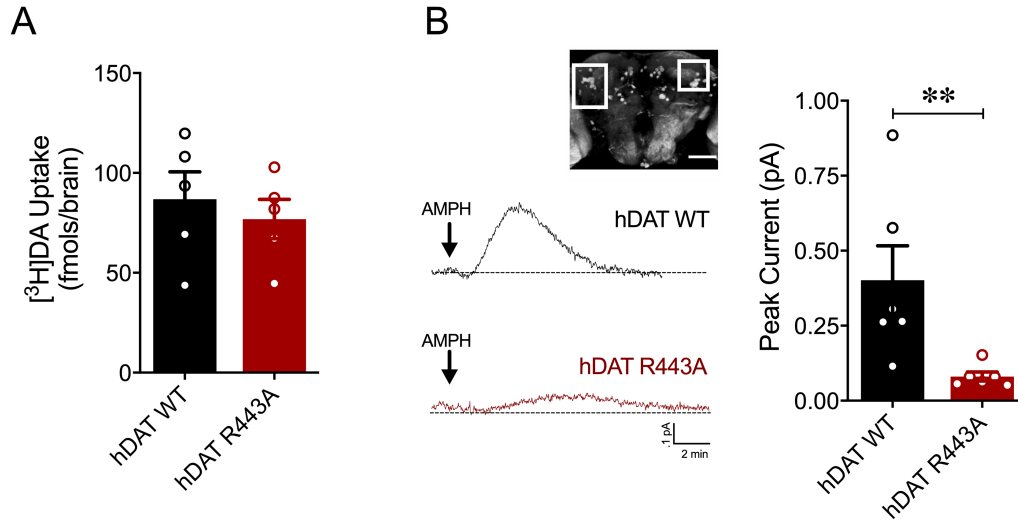 A
150
100
50
0
[³H]DA Uptake
(fmols/brain)
hDAT WT
hDAT R443A
B
AMPH
hDAT WT
AMPH
hDAT R443A
.1 pA
2 min
**
1.00
0.75
0.50
0.25
0.00
Peak Current (pA)
hDAT WT
hDAT R443A